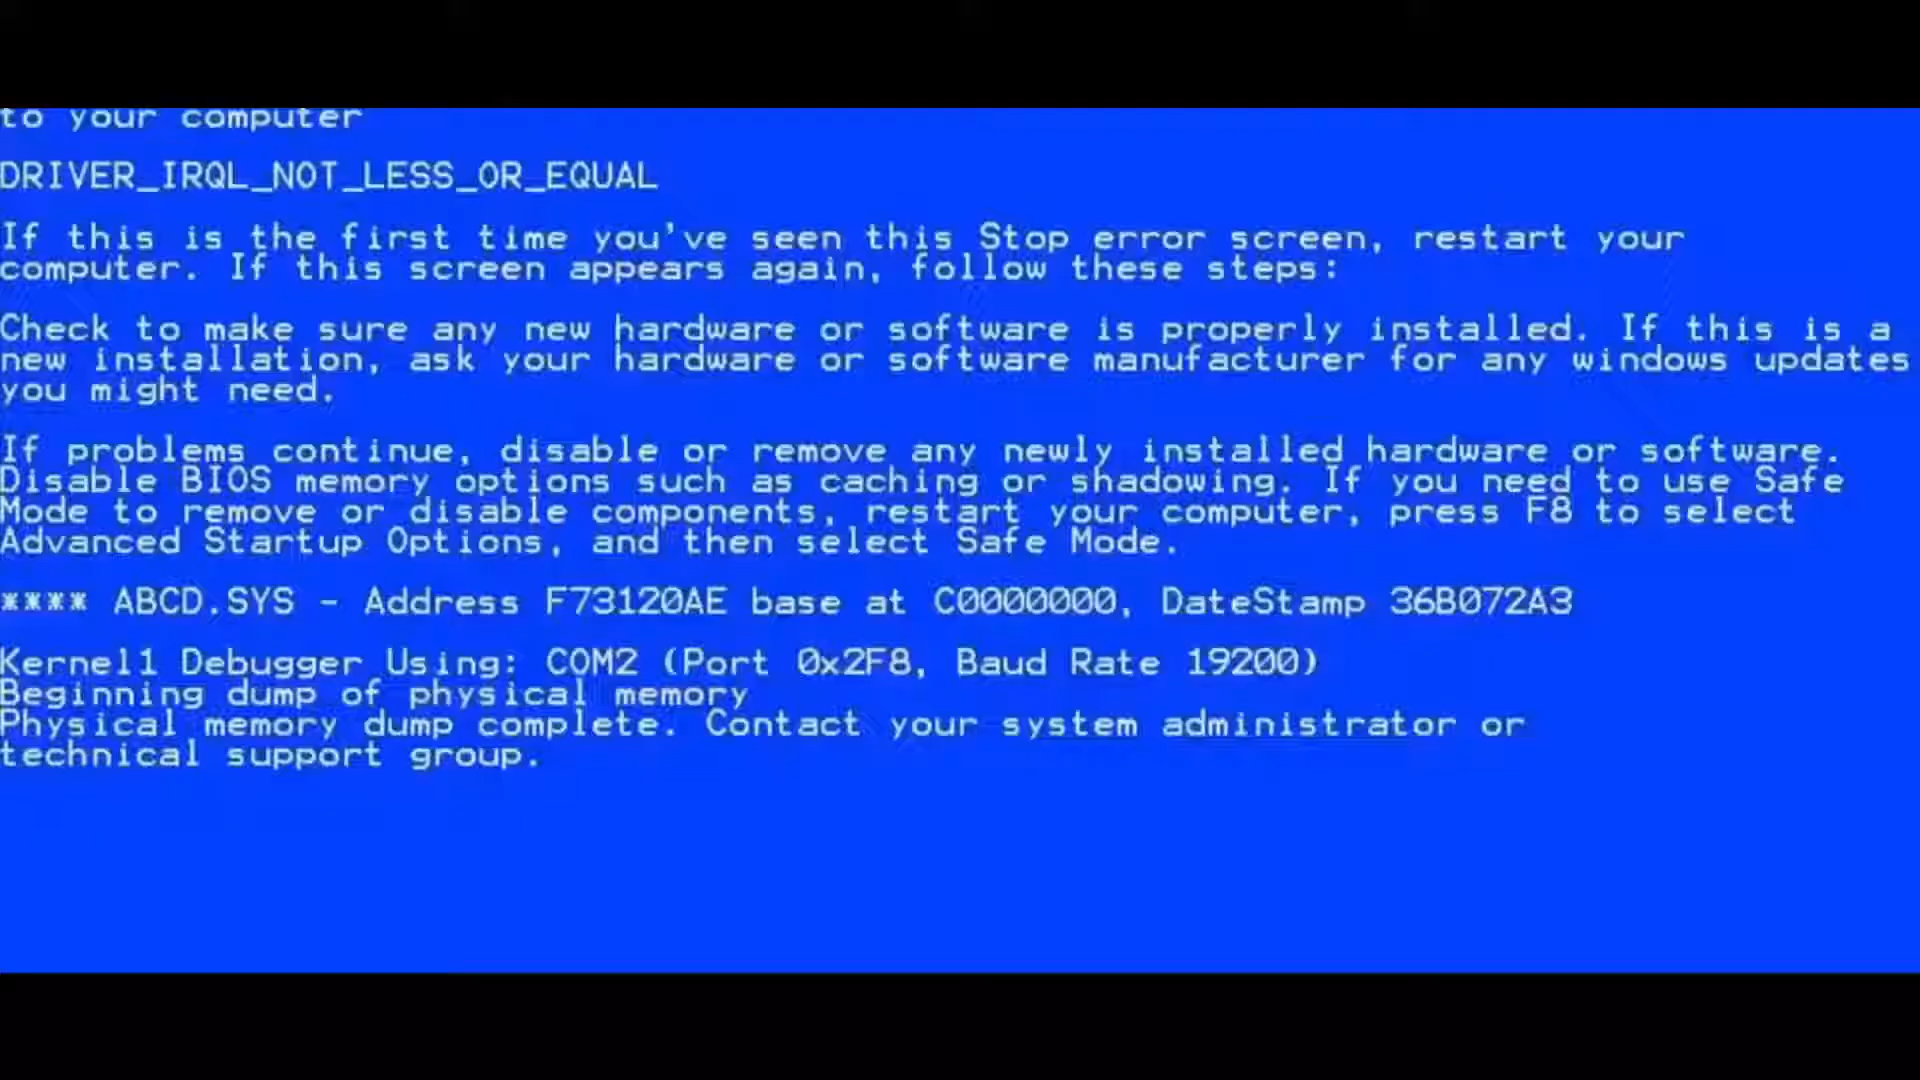 to your computer
DRIVER_IRQL_NOT_LESS_OR_EQUAL
If this is the first time you've seen this Stop error screen, restart your
computer. If this screen appears again, follow these steps:
Check to make sure any new hardware or software is properly installed. If this is a
new installation, ask your hardware or software manufacturer for any windows updates
you might need.
If problems continue, disable or remove any newly installed hardware or software.
Disable BIOS memory options such as caching or shadowing. If you need to use Safe
Mode to remove or disable components, restart your computer, press F8 to select
Advanced Startup Options, and then select Safe Mode.
**** ABCD.SYS - Address F73120AE base at C0000000, DateStamp 36B072A3
Kernel1 Debugger Using: COM2 (Port 0x2F8, Baud Rate 19200)
Beginning dump of physical memory
Physical memory dump complete. Contact your system administrator or
technical support group.